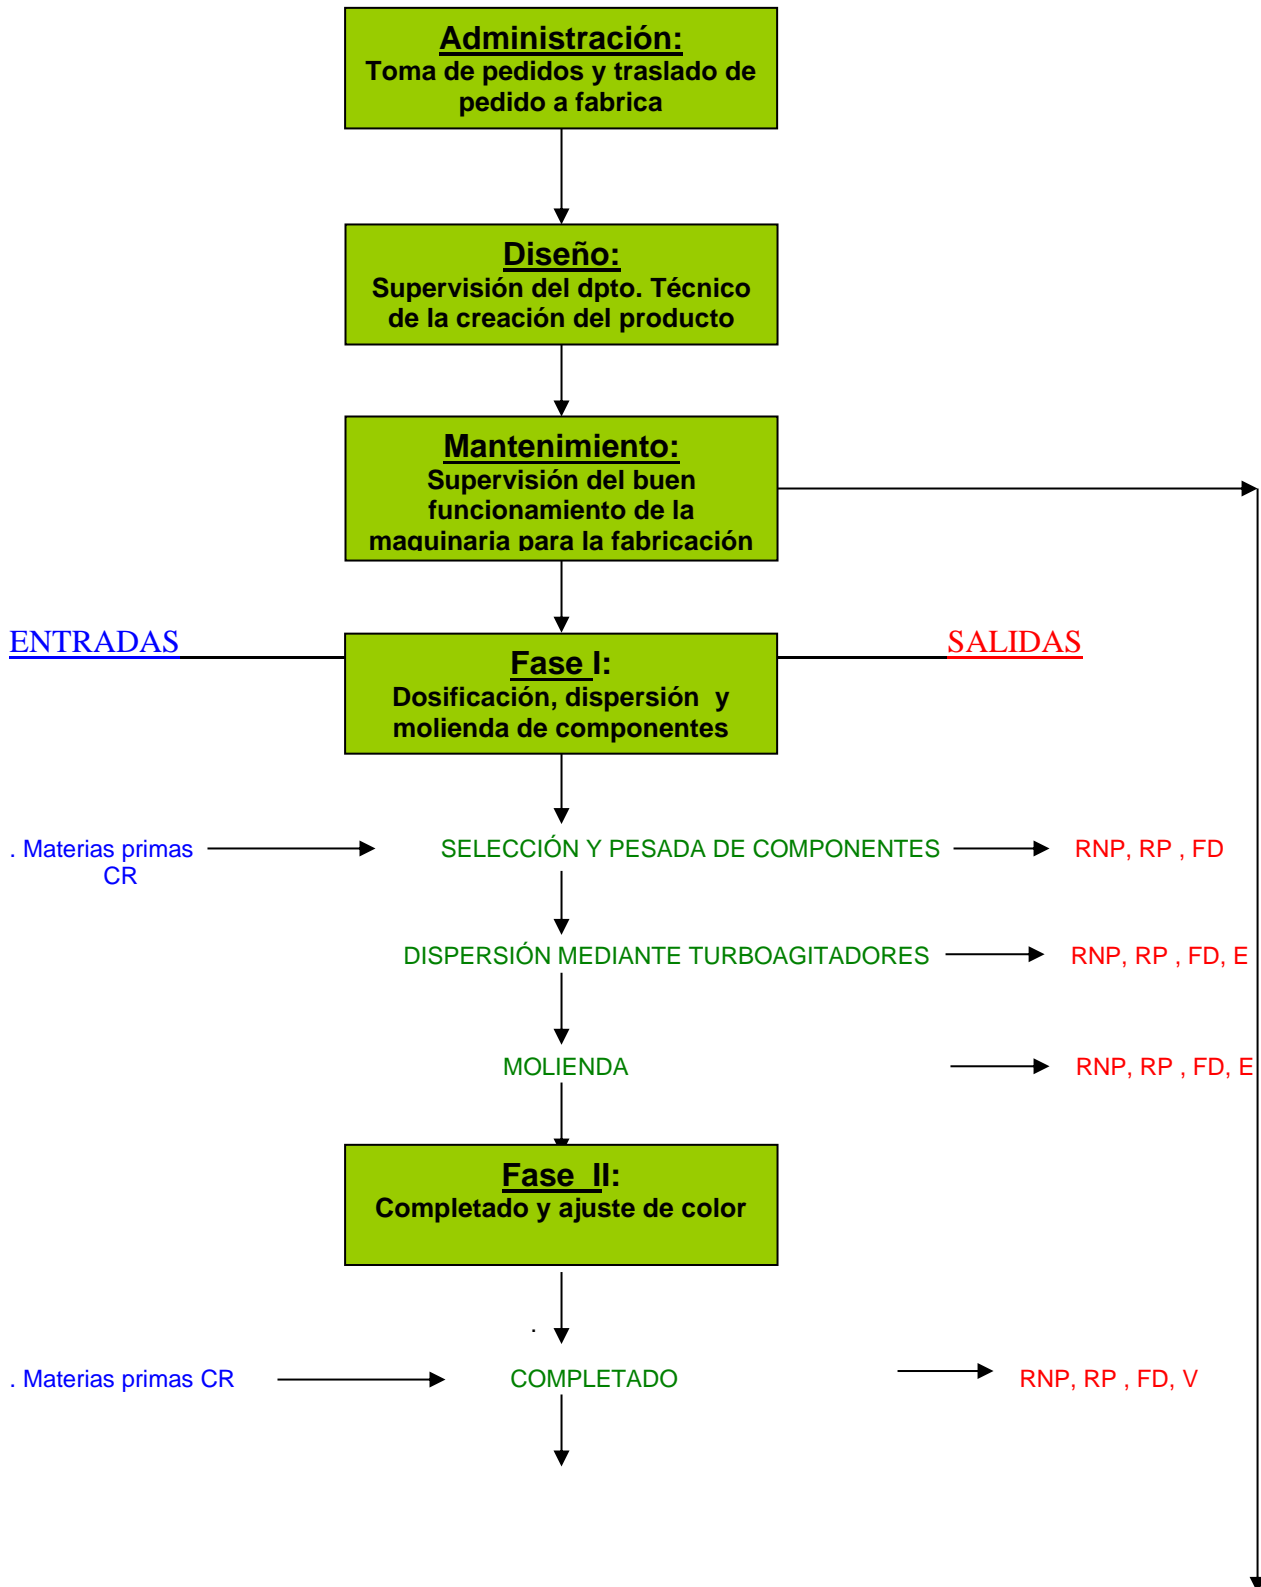 Administración:
Toma de pedidos y traslado de
pedido a fabrica
Diseño:
Supervisión del dpto. Técnico
de la creación del producto
Mantenimiento:
Supervisión del buen
funcionamiento de la
maquinaria para la fabricación
ENTRADAS
SALIDAS
Fase I:
Dosificación, dispersión y
molienda de componentes
. Materias primas
CR
SELECCIÓN Y PESADA DE COMPONENTES
RNP, RP , FD
DISPERSIÓN MEDIANTE TURBOAGITADORES
RNP, RP , FD, E
MOLIENDA
RNP, RP , FD, E
Fase II:
Completado y ajuste de color
.
. Materias primas CR
COMPLETADO
RNP, RP , FD, V